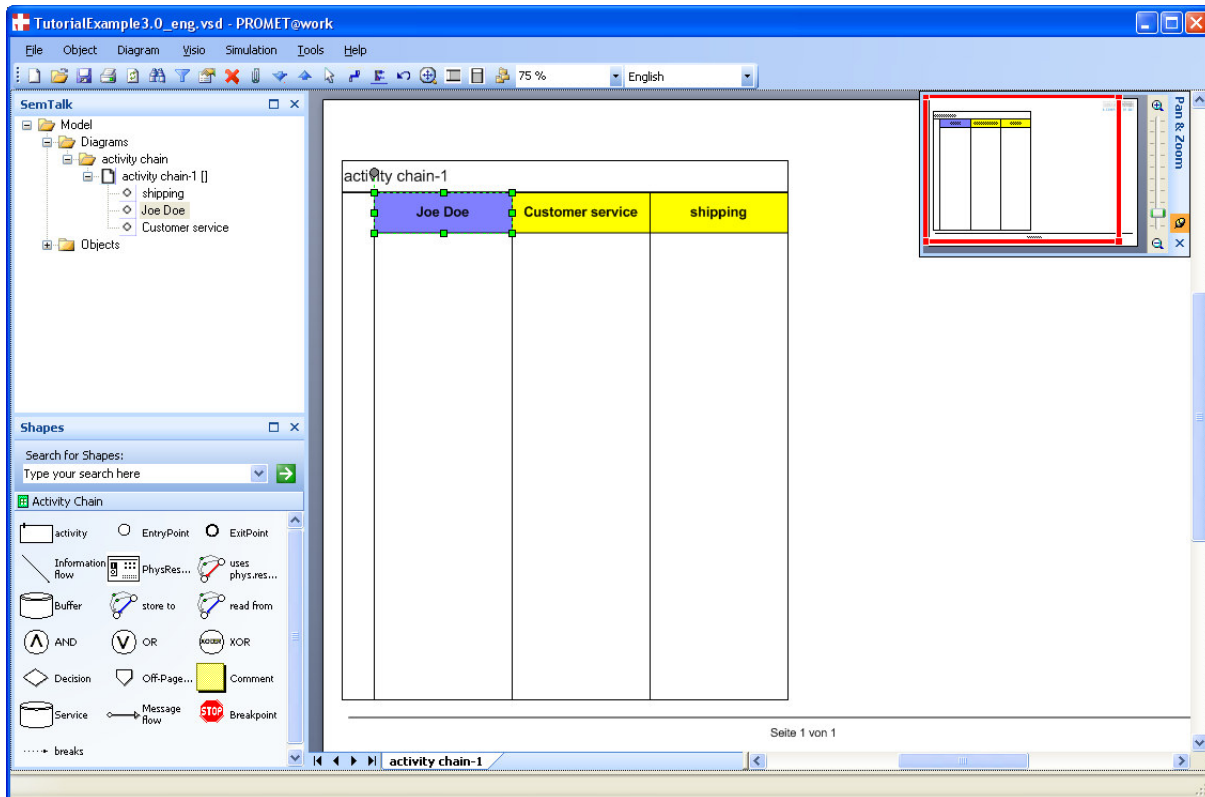 TutorialExample3.0_eng.vsd - PROMET@work
File Object Diagram Visio Simulation Tools Help
75 % English
SemTalk
Model
Diagrams
activity chain
activity chain-1 []
shipping
Joe Doe
Customer service
Objects
Shapes
Search for Shapes:
Type your search here
Activity Chain
activity EntryPoint ExitPoint
Information flow PhysRes... uses phys.res...
Buffer store to read from
AND OR XOR
Decision Off-Page... Comment
Service Message flow STOP Breakpoint
breaks
activity chain-1
Joe Doe Customer service shipping
Seite 1 von 1
activity chain-1
Pan & Zoom